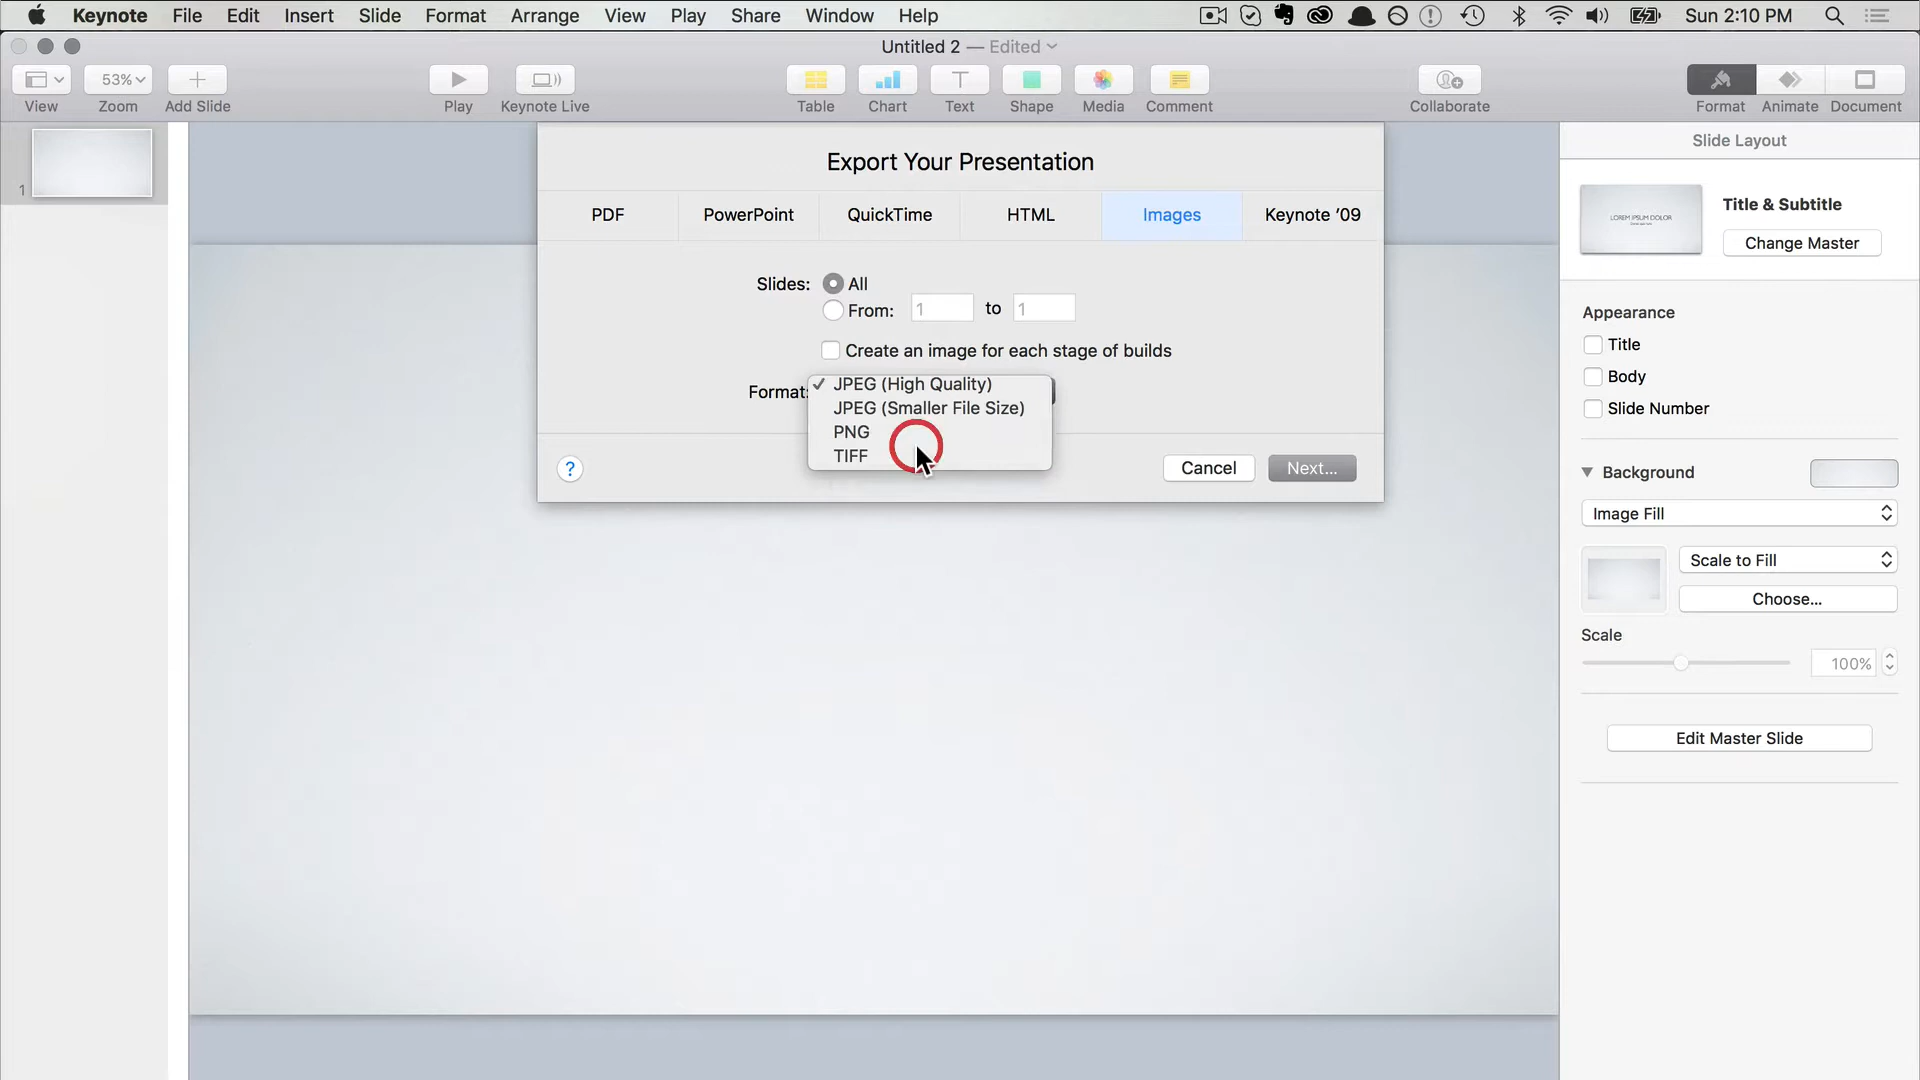 Keynote File Edit Insert Slide Format Arrange View Play Share Window Help Sun 2:10 PM
Untitled 2 — Edited
53%
View Zoom Add Slide Play Keynote Live Table Chart Text Shape Media Comment Collaborate Format Animate Document
1
Export Your Presentation
PDF PowerPoint QuickTime HTML Images Keynote ’09
Slides: All
From: 1 to 1
Create an image for each stage of builds
Format: ✓ JPEG (High Quality)
JPEG (Smaller File Size)
PNG
TIFF
? Cancel Next...
Slide Layout
LOREM IPSUM DOLOR
Title & Subtitle
Change Master
Appearance
Title
Body
Slide Number
Background
Image Fill
Scale to Fill
Choose...
Scale
100%
Edit Master Slide